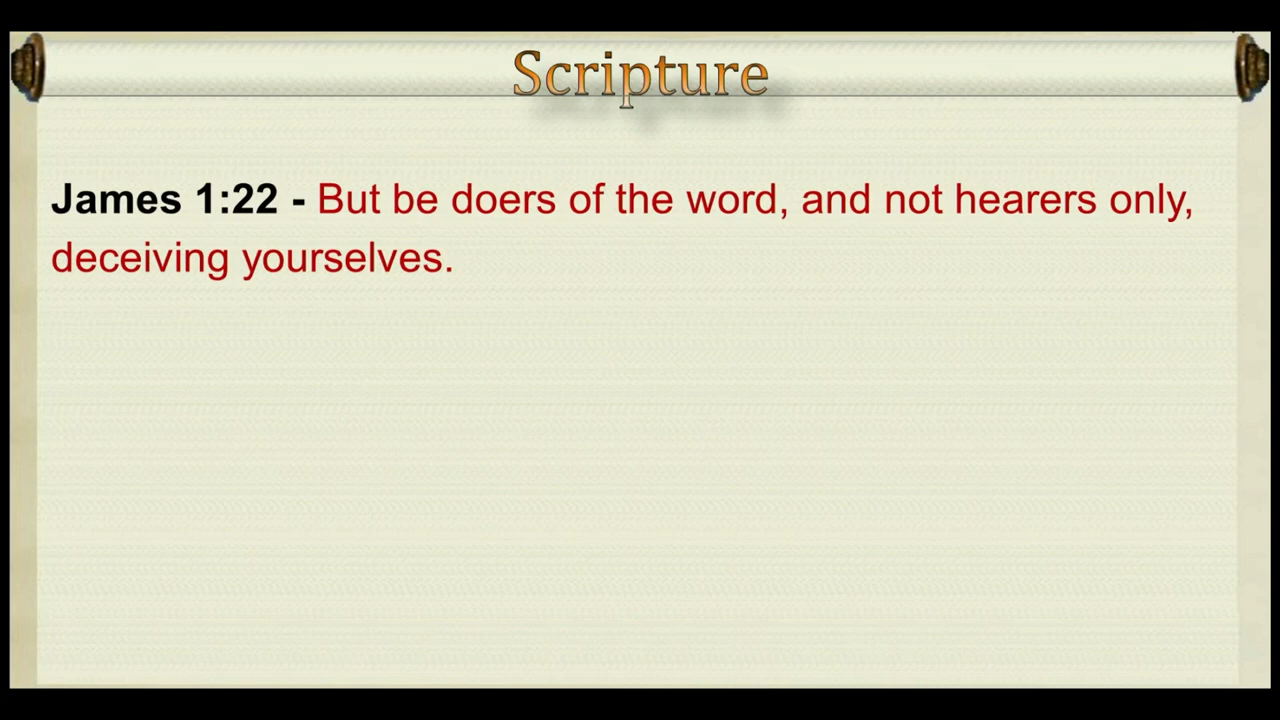 Scripture
James 1:22 - But be doers of the word, and not hearers only,
deceiving yourselves.